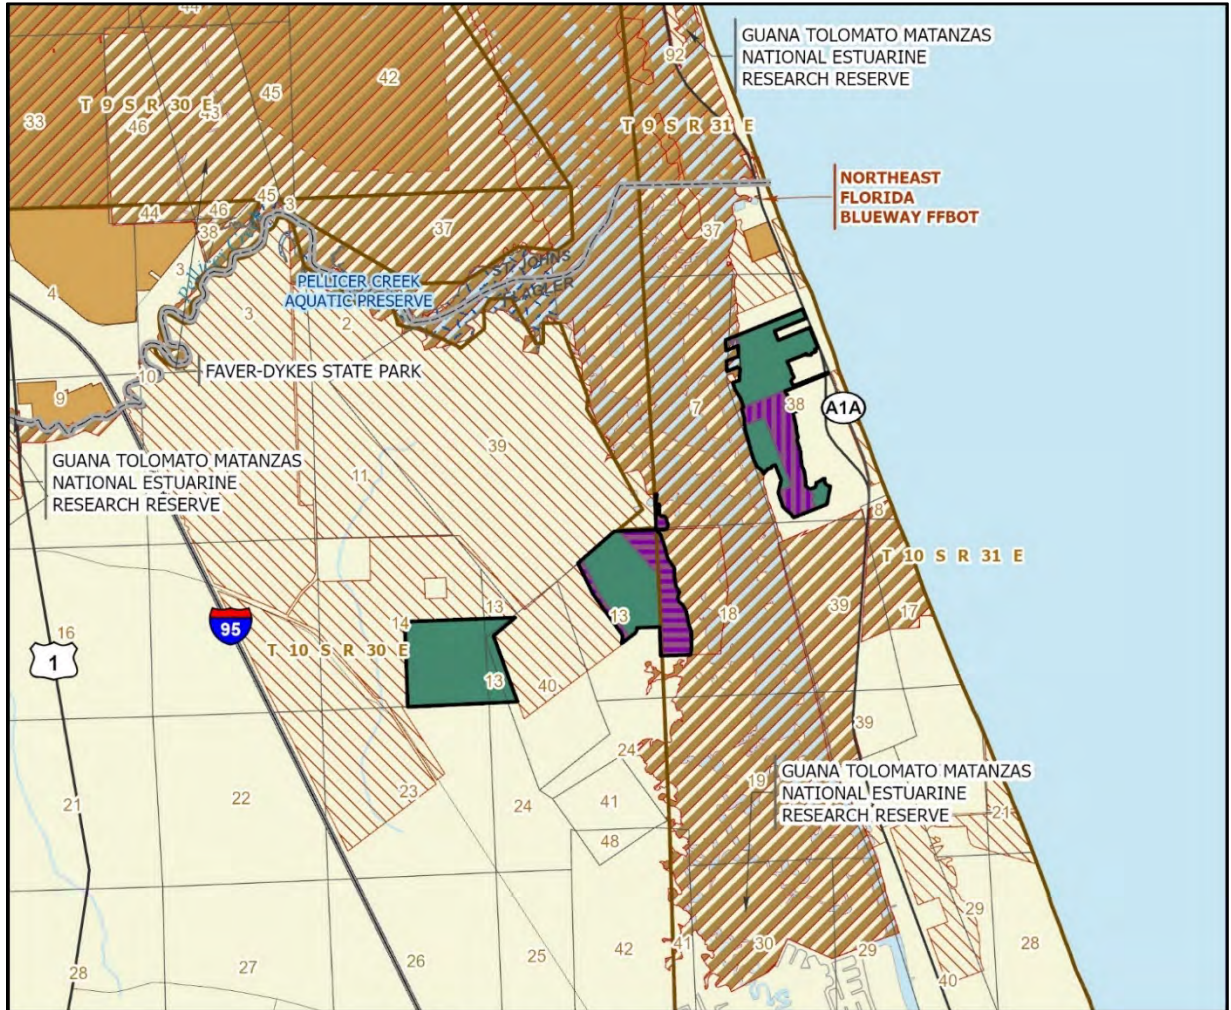 44
92
GUANA TOLOMATO MATANZAS
NATIONAL ESTUARINE
RESEARCH RESERVE
42
45
T 9 S R 30 E
43
33
46
T 9 S R 31 E
NORTHEAST
FLORIDA
BLUEWAY FFBOT
45
3
44
46
38
37
37
Pellicer Creek
ST. JOHNS
FLAGLER
3
4
PELLICER CREEK
AQUATIC PRESERVE
3
2
FAVER-DYKES STATE PARK
10
9
7
38
A1A
39
GUANA TOLOMATO MATANZAS
NATIONAL ESTUARINE
RESEARCH RESERVE
11
8
T 10 S R 31 E
13
13
18
39
17
16
95
14
1
T 10 S R 30 E
13
40
39
24
GUANA TOLOMATO MATANZAS
NATIONAL ESTUARINE
RESEARCH RESERVE
19
21
22
23
24
41
21
48
29
42
41
30
29
28
28
27
26
25
40